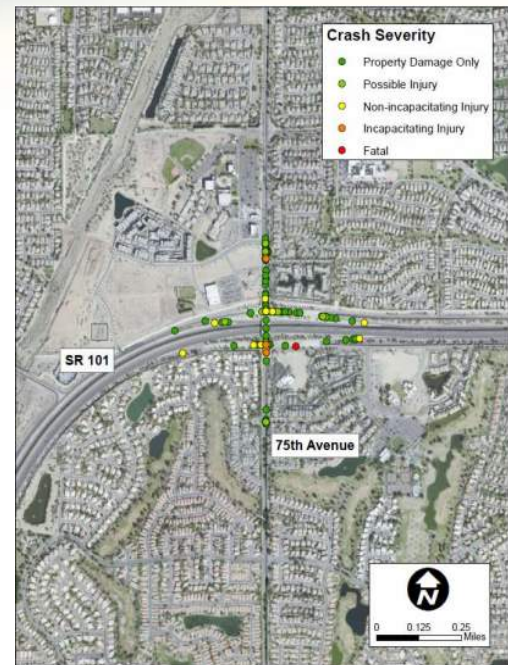 Crash Severity
Property Damage Only
Possible Injury
Non-incapacitating Injury
Incapacitating Injury
Fatal
SR 101
75th Avenue
N
0 0.125 0.25
Miles